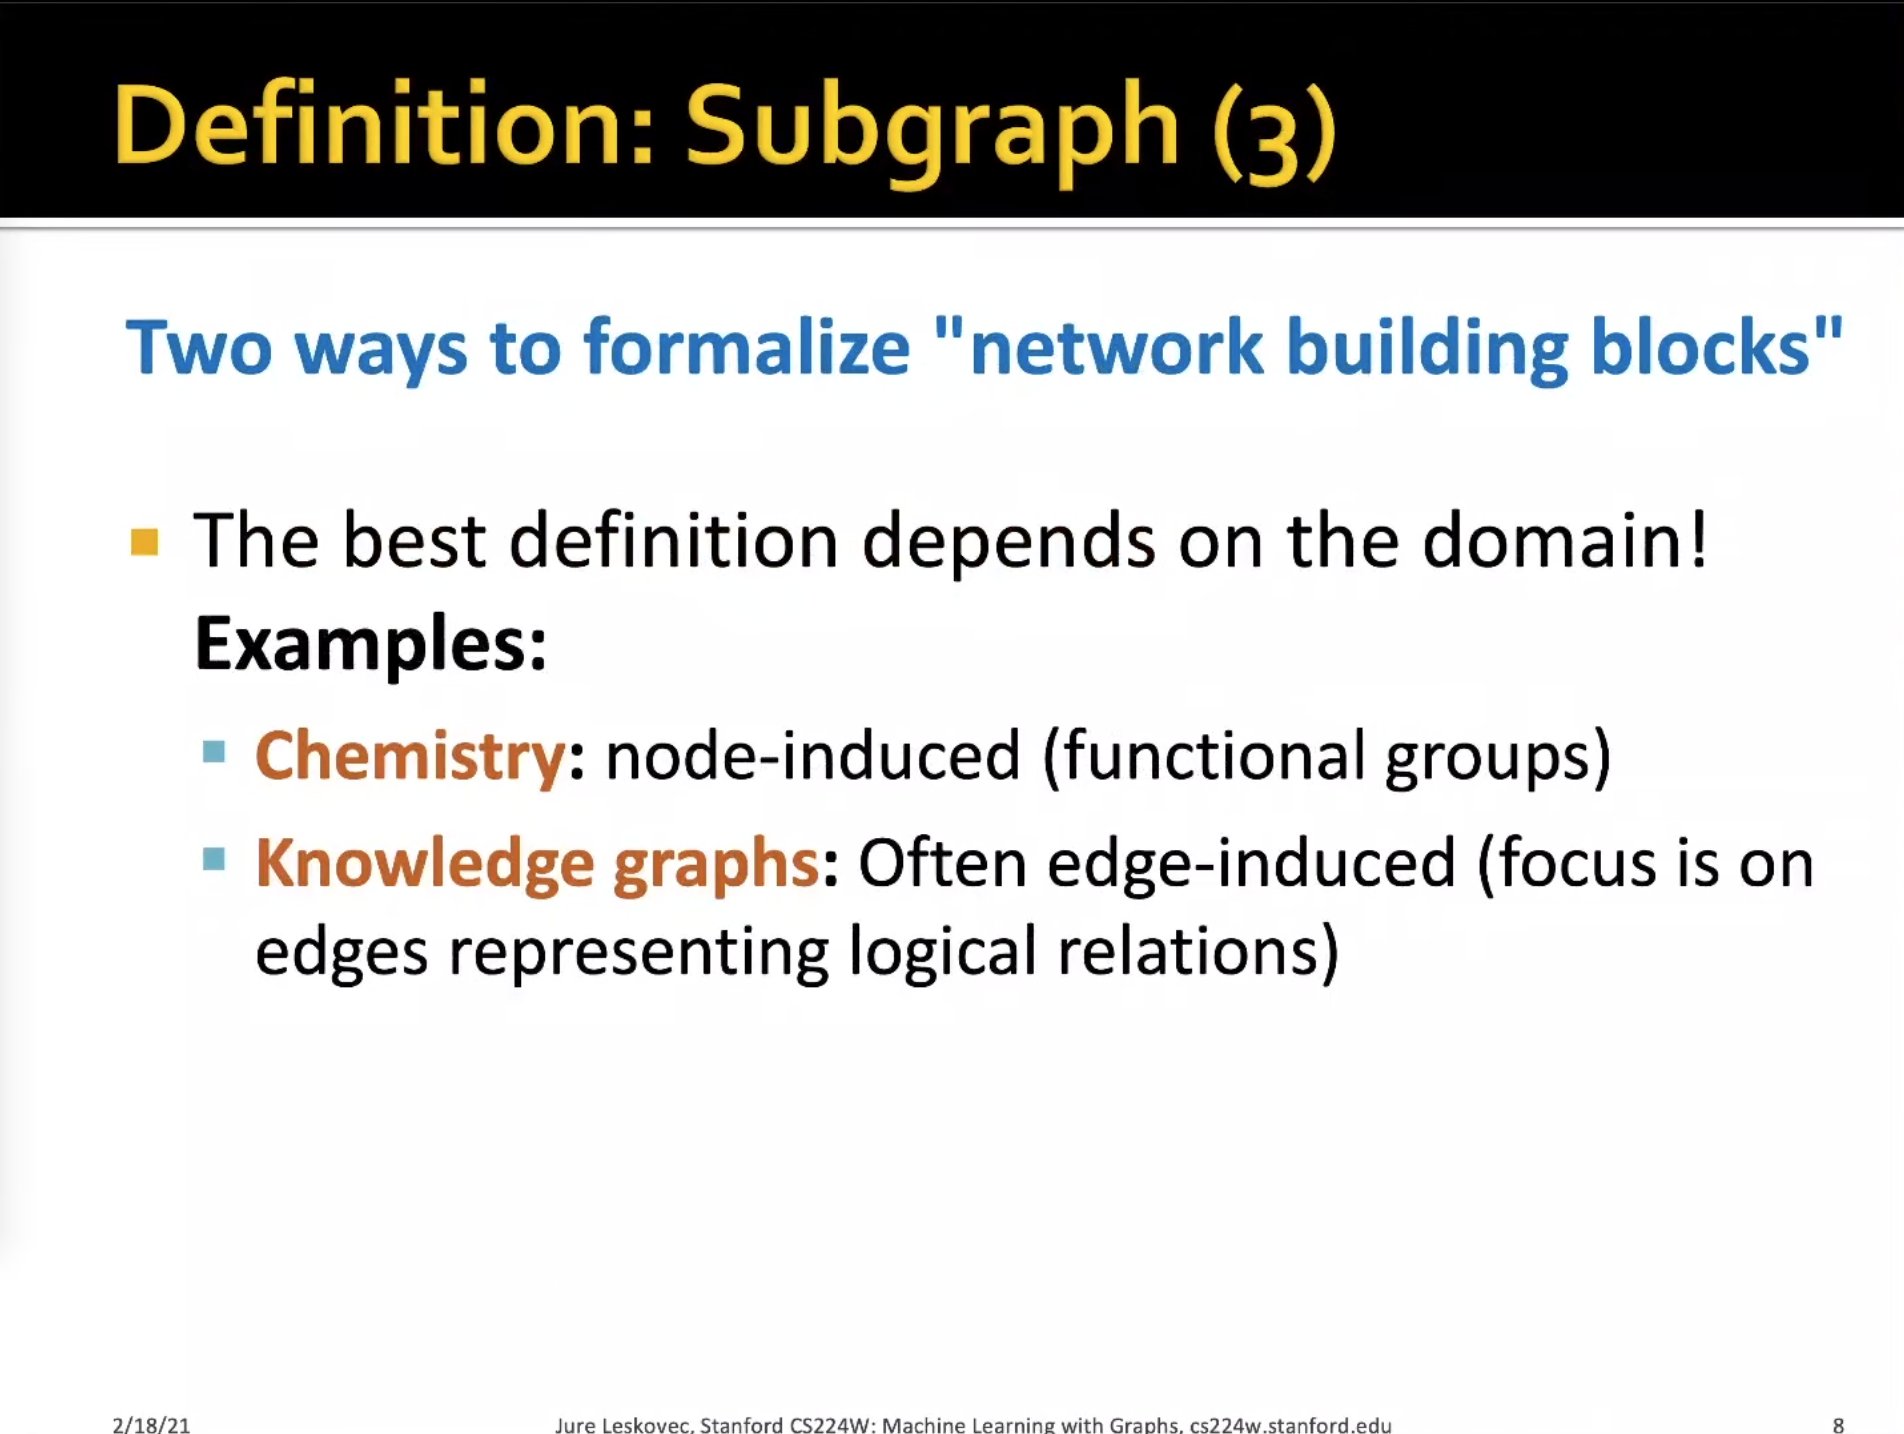 Definition: Subgraph (3)
Two ways to formalize "network building blocks"
The best definition depends on the domain!
Examples:
Chemistry: node-induced (functional groups)
Knowledge graphs: Often edge-induced (focus is on
edges representing logical relations)
2/18/21
Jure Leskovec, Stanford CS224W: Machine Learning with Graphs, cs224w.stanford.edu
8